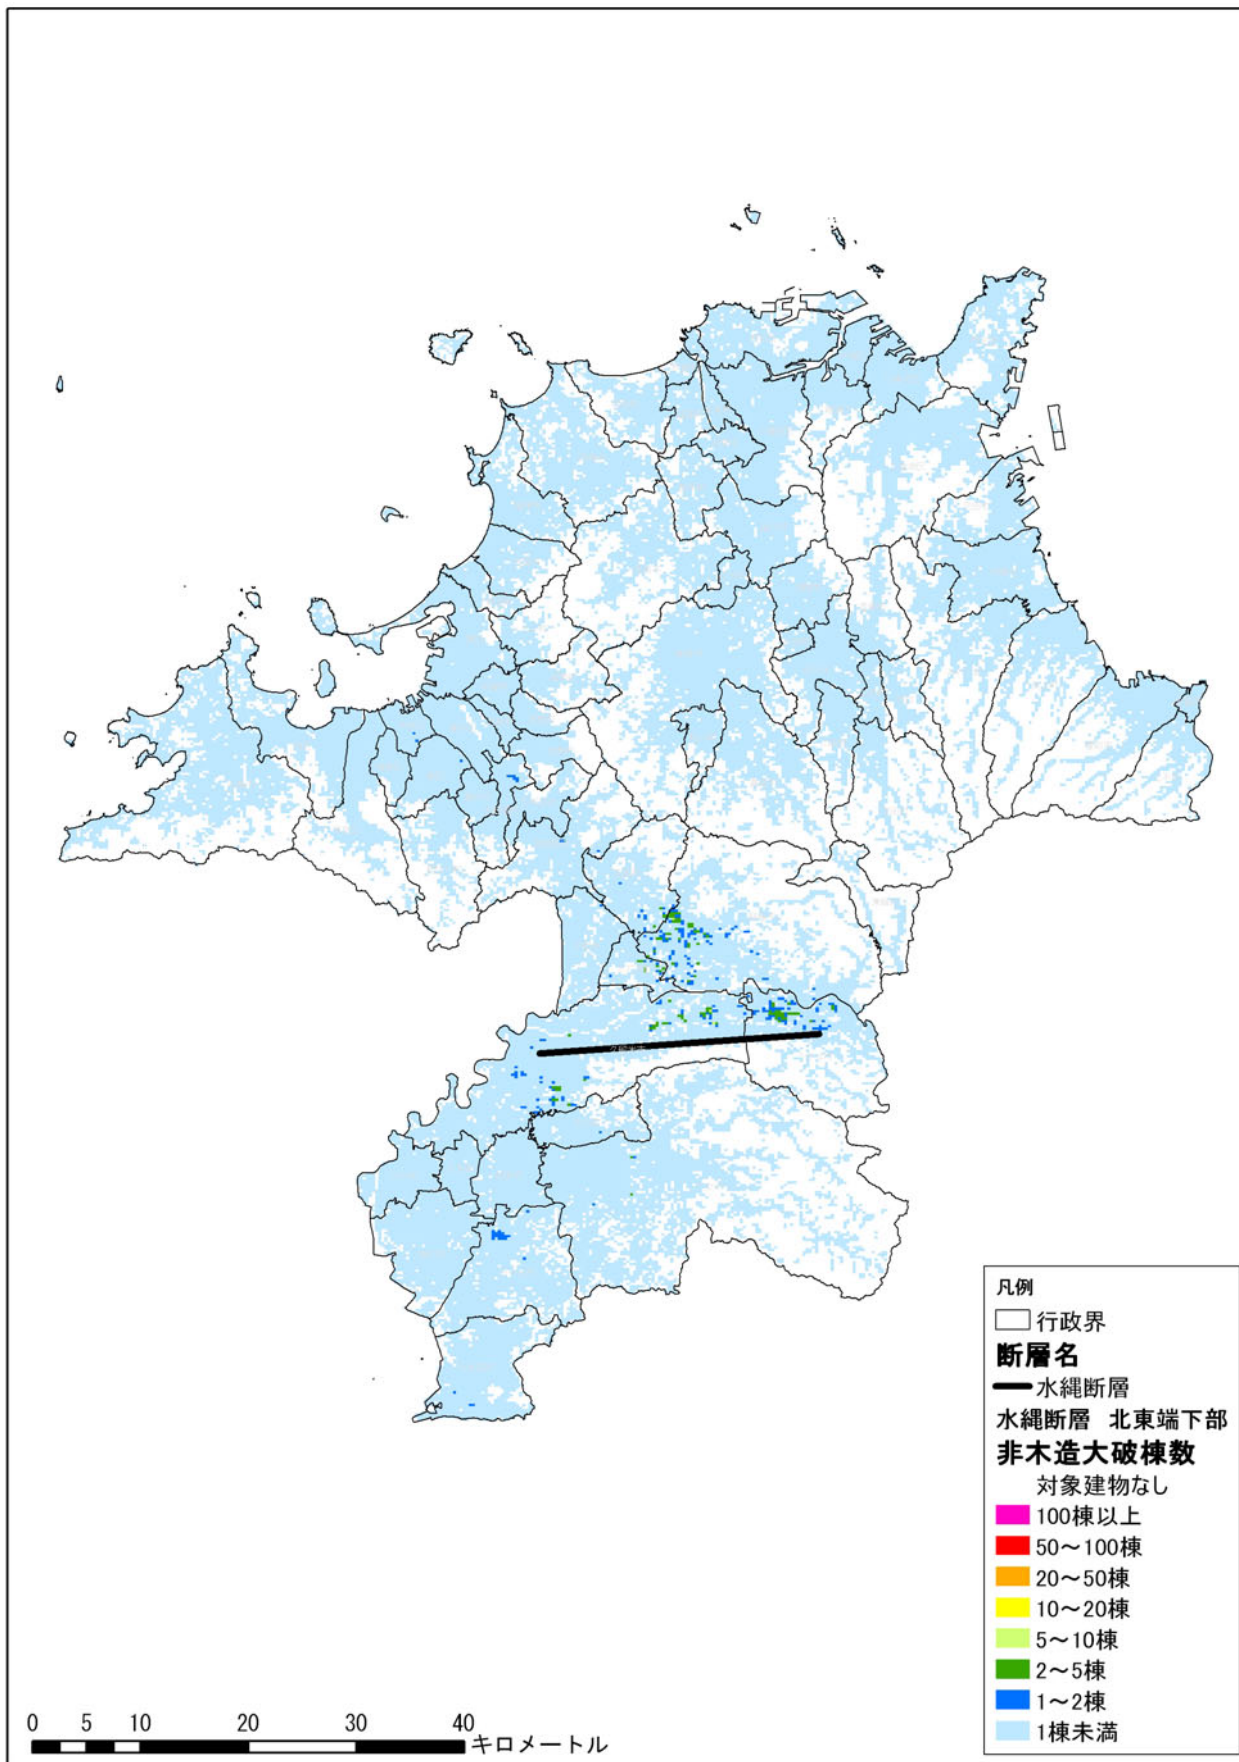 凡例
行政界
断層名
水縄断層
水縄断層 北東端下部
非木造大破棟数
対象建物なし
100棟以上
50～100棟
20～50棟
10～20棟
5～10棟
2～5棟
1～2棟
1棟未満
0 5 10 20 30 40
キロメートル